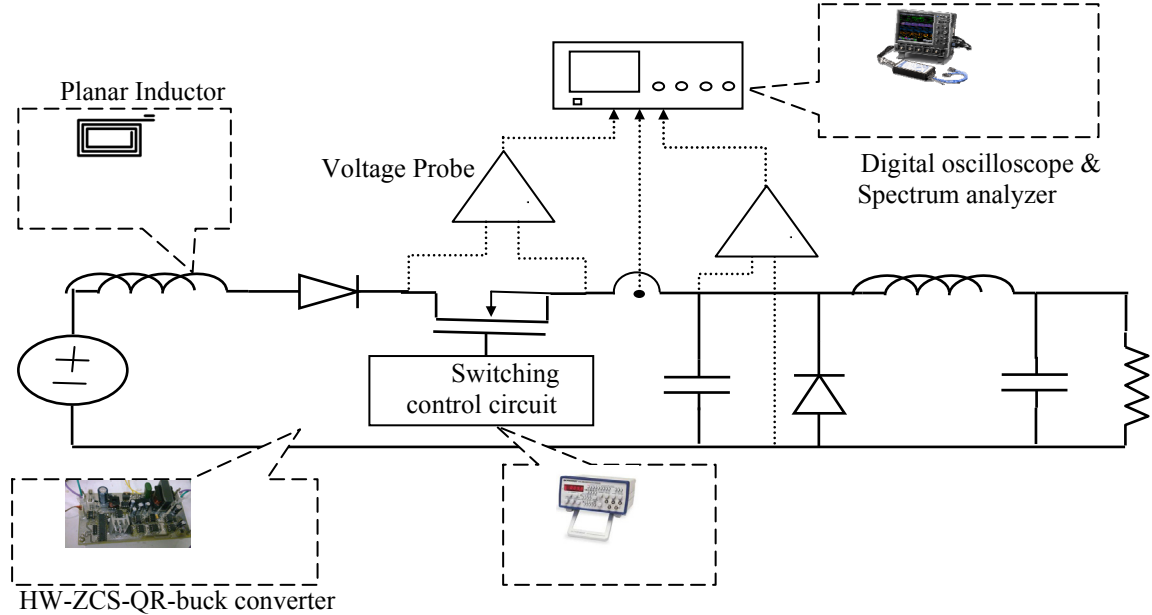 Planar Inductor
Voltage Probe
Digital oscilloscope &
Spectrum analyzer
Switching
control circuit
HW-ZCS-QR-buck converter